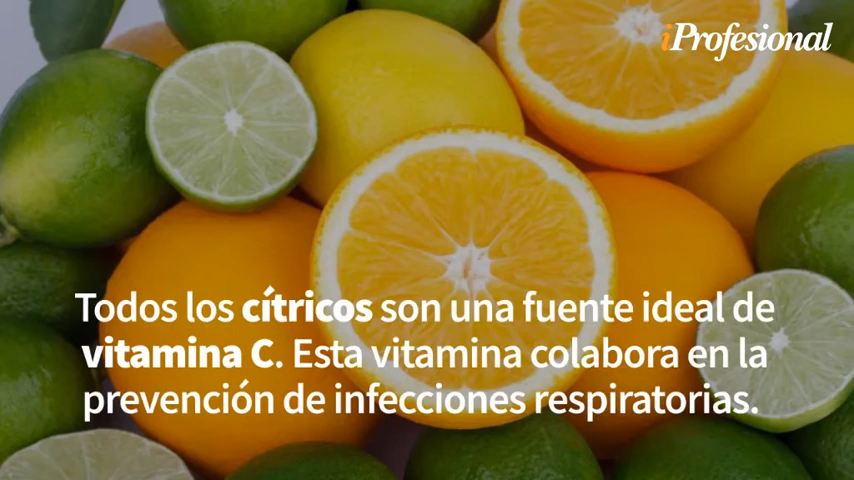 iProfesional
Todos los cítricos son una fuente ideal de
vitamina C. Esta vitamina colabora en la
prevención de infecciones respiratorias.